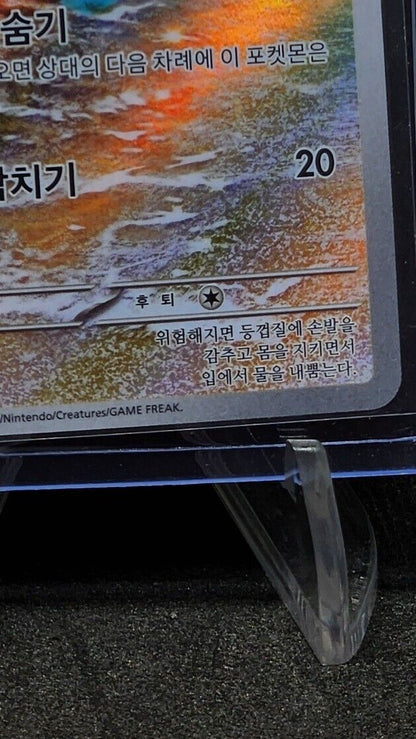 숨기
오면 상대의 다음 차례에 이 포켓몬은
치기 20
후퇴
위험해지면 등껍질에 손발을
감추고 몸을 지키면서
입에서 물을 내뿜는다.
/Nintendo/Creatures/GAME FREAK.